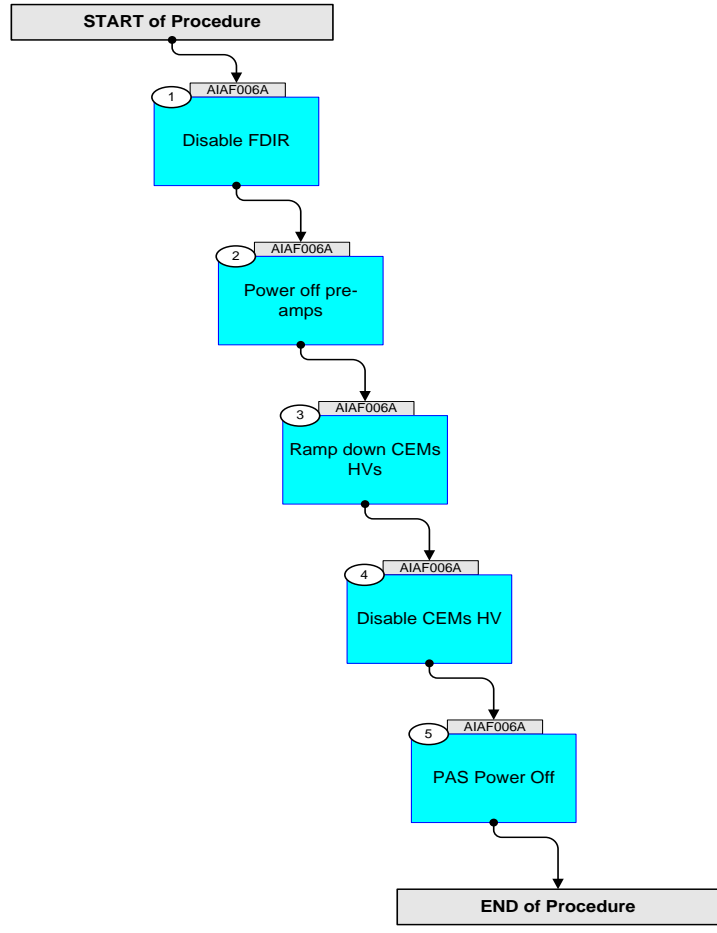 START of Procedure
AIAF006A
1
Disable FDIR
AIAF006A
2
Power off pre-
amps
AIAF006A
3
Ramp down CEMs
HVs
AIAF006A
4
Disable CEMs HV
AIAF006A
5
PAS Power Off
END of Procedure